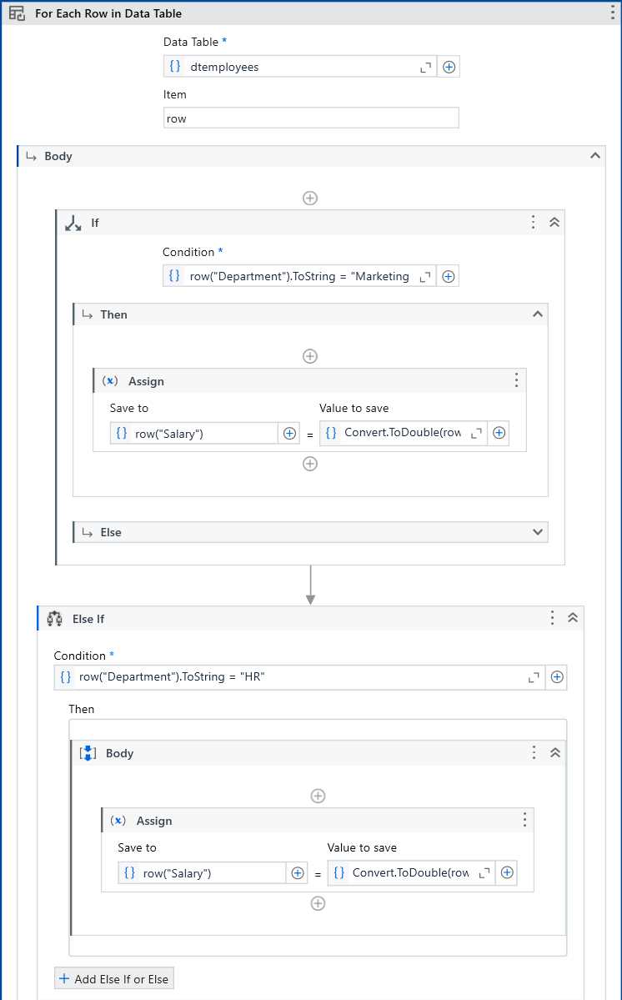 For Each Row in Data Table
Data Table *
{} dtemployees
Item
row
Body
If
Condition *
{} row("Department").ToString = "Marketing
Then
(x) Assign
Save to Value to save
{} row("Salary") = {} Convert.ToDouble(row
Else
Else If
Condition *
{} row("Department").ToString = "HR"
Then
Body
(x) Assign
Save to Value to save
{} row("Salary") = {} Convert.ToDouble(row
+ Add Else If or Else